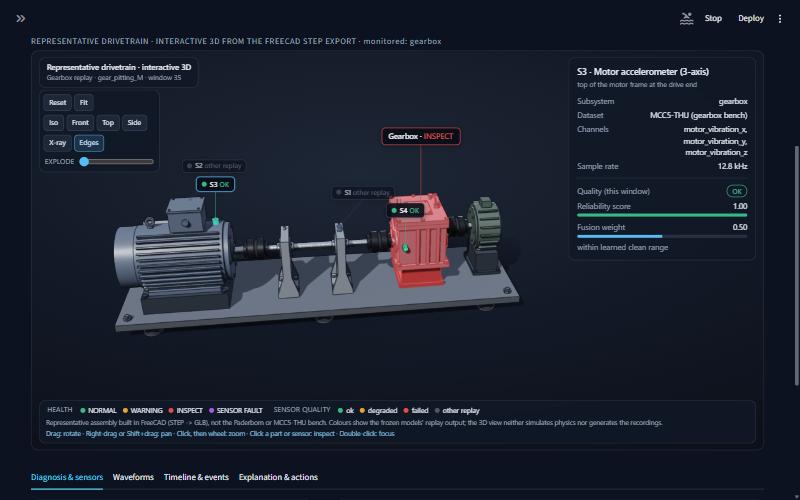 Stop
Deploy
REPRESENTATIVE DRIVETRAIN · INTERACTIVE 3D FROM THE FREECAD STEP EXPORT · monitored: gearbox
Representative drivetrain · interactive 3D
Gearbox replay · gear_pitting_M · window 35
Reset Fit
Iso Front Top Side
X-ray Edges
EXPLODE
S2 other replay
S3 OK
Gearbox · INSPECT
S1 other replay
S4 OK
S3 · Motor accelerometer (3-axis)
top of the motor frame at the drive end
Subsystem gearbox
Dataset MCC5-THU (gearbox bench)
Channels motor_vibration_x,
motor_vibration_y,
motor_vibration_z
Sample rate 12.8 kHz
Quality (this window) OK
Reliability score 1.00
Fusion weight 0.50
within learned clean range
HEALTH NORMAL WARNING INSPECT SENSOR FAULT SENSOR QUALITY ok degraded failed other replay
Representative assembly built in FreeCAD (STEP -> GLB), not the Paderborn or MCC5-THU bench. Colours show the frozen models' replay output; the 3D view neither simulates physics nor generates the recordings.
Drag: rotate · Right-drag or Shift+drag: pan · Click, then wheel: zoom · Click a part or sensor: inspect · Double-click: focus
Diagnosis & sensors Waveforms Timeline & events Explanation & actions